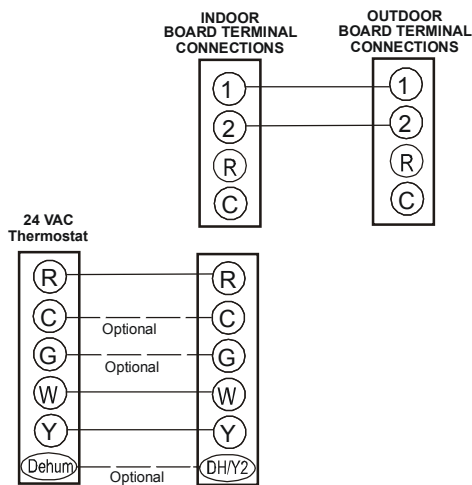 INDOOR
BOARD TERMINAL
CONNECTIONS
OUTDOOR
BOARD TERMINAL
CONNECTIONS
1 1
2 2
R R
C C
24 VAC
Thermostat
R R
C Optional C
G Optional G
W W
Y Y
Dehum Optional DH/Y2